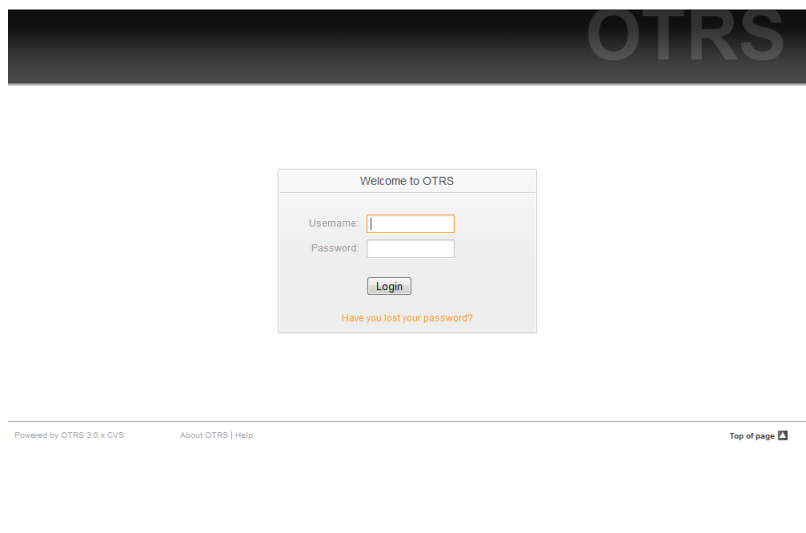 OTRS
Welcome to OTRS
Username:
Password:
Login
Have you lost your password?
Powered by OTRS 3.0.x CVS
About OTRS | Help
Top of page